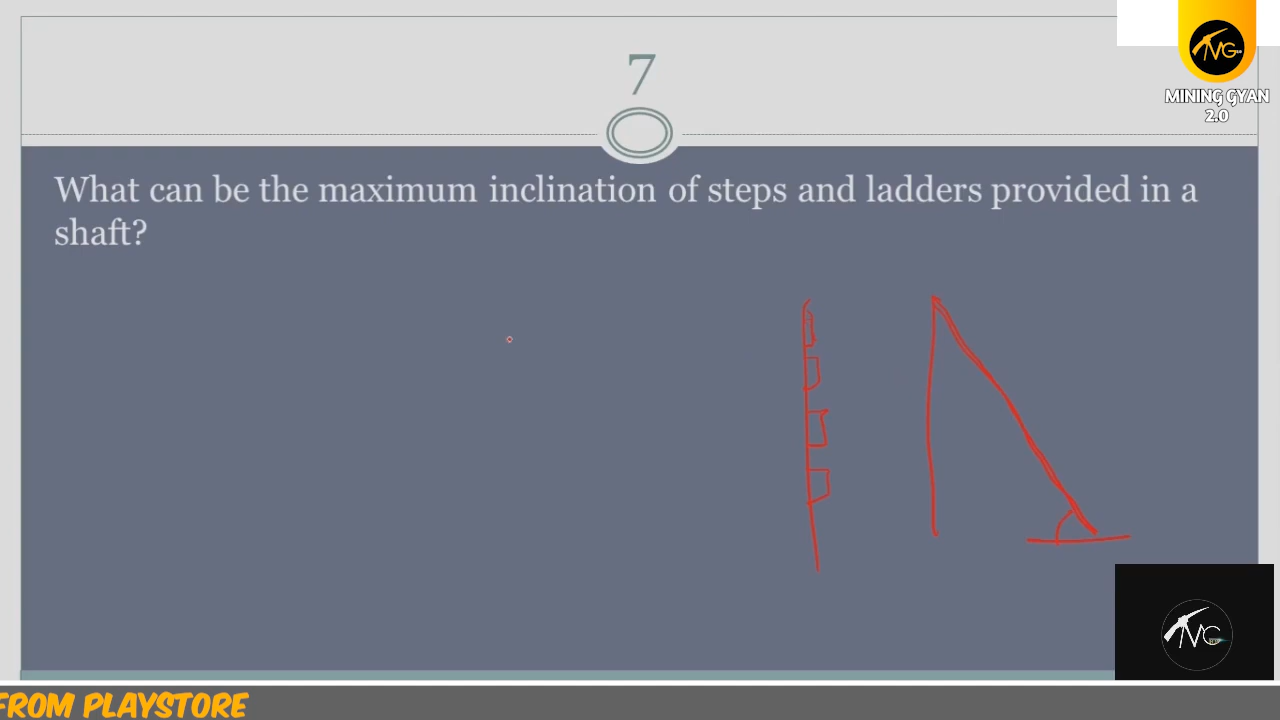 7
MINING GYAN
2.0
What can be the maximum inclination of steps and ladders provided in a
shaft?
FROM PLAYSTORE